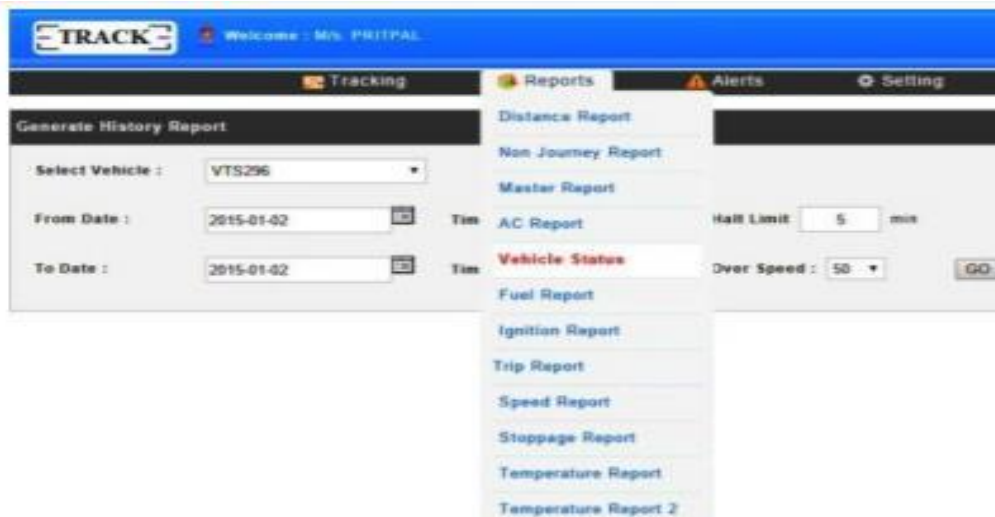 TRACK
Welcome : M/s. PRITPAL
Tracking Reports Alerts Setting
Generate History Report
Select Vehicle : VTS296
From Date : 2015-01-02 Tim Halt Limit 5 min
To Date : 2015-01-02 Tim Over Speed : 50 GO
Distance Report
Non Journey Report
Master Report
AC Report
Vehicle Status
Fuel Report
Ignition Report
Trip Report
Speed Report
Stoppage Report
Temperature Report
Temperature Report 2